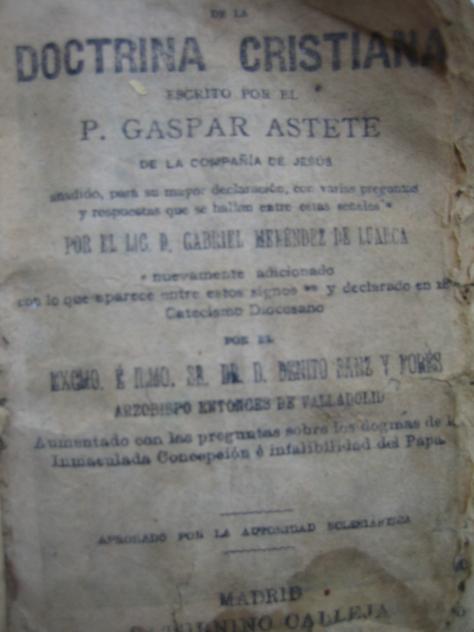 DE LA
DOCTRINA CRISTIANA
ESCRITO POR EL
P. GASPAR ASTETE
DE LA COMPAÑÍA DE JESÚS
añadido, para su mayor declaración, con varias preguntas
y respuestas que se hallan entre estas señales *
POR EL LIC. D. GABRIEL MENÉNDEZ DE LUARCA
y nuevamente adicionado
con lo que aparece entre estos signos ** y declarado en
Catecismo Diocesano
POR EL
EXCMO. É ILMO. SR. DR. D. BENITO SANZ Y FORÉS
ARZOBISPO ENTONCES DE VALLADOLID
Aumentado con las preguntas sobre los dogmas de la
Inmaculada Concepción é infalibilidad del Papa
APROBADO POR LA AUTORIDAD ECLESIÁSTICA
MADRID
CALLEJA